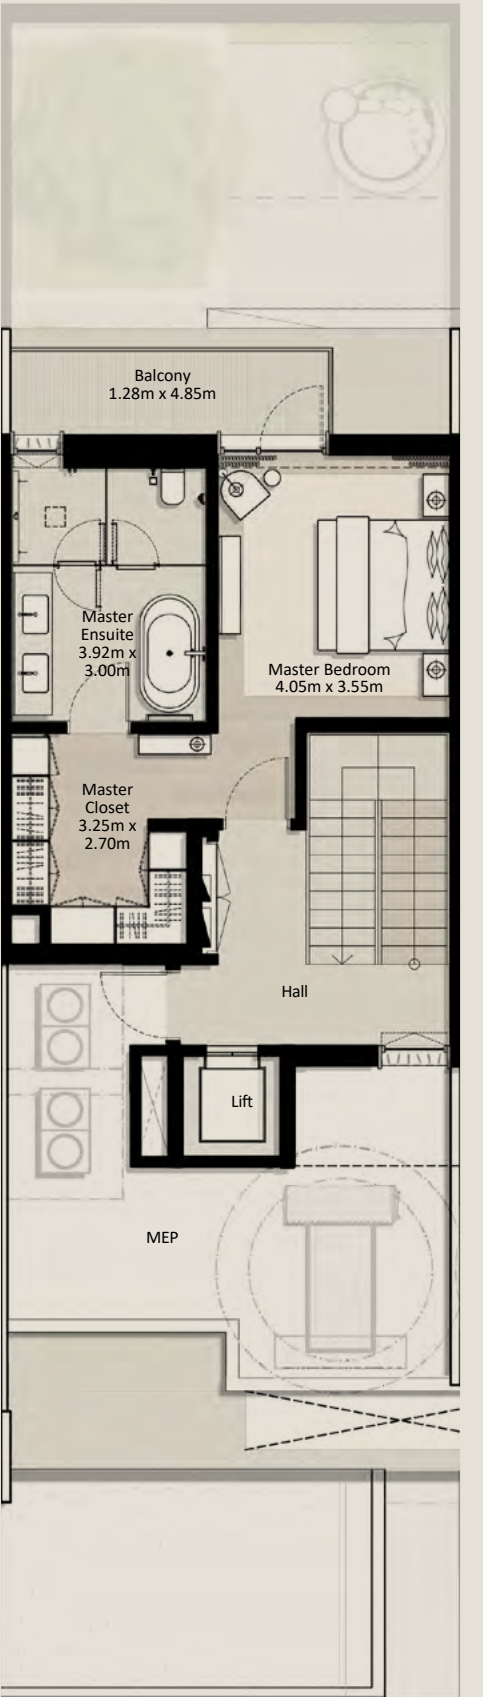 Balcony
1.28m x 4.85m
Master
Ensuite
3.92m x
3.00m
Master Bedroom
4.05m x 3.55m
Master
Closet
3.25m x
2.70m
Hall
Lift
MEP